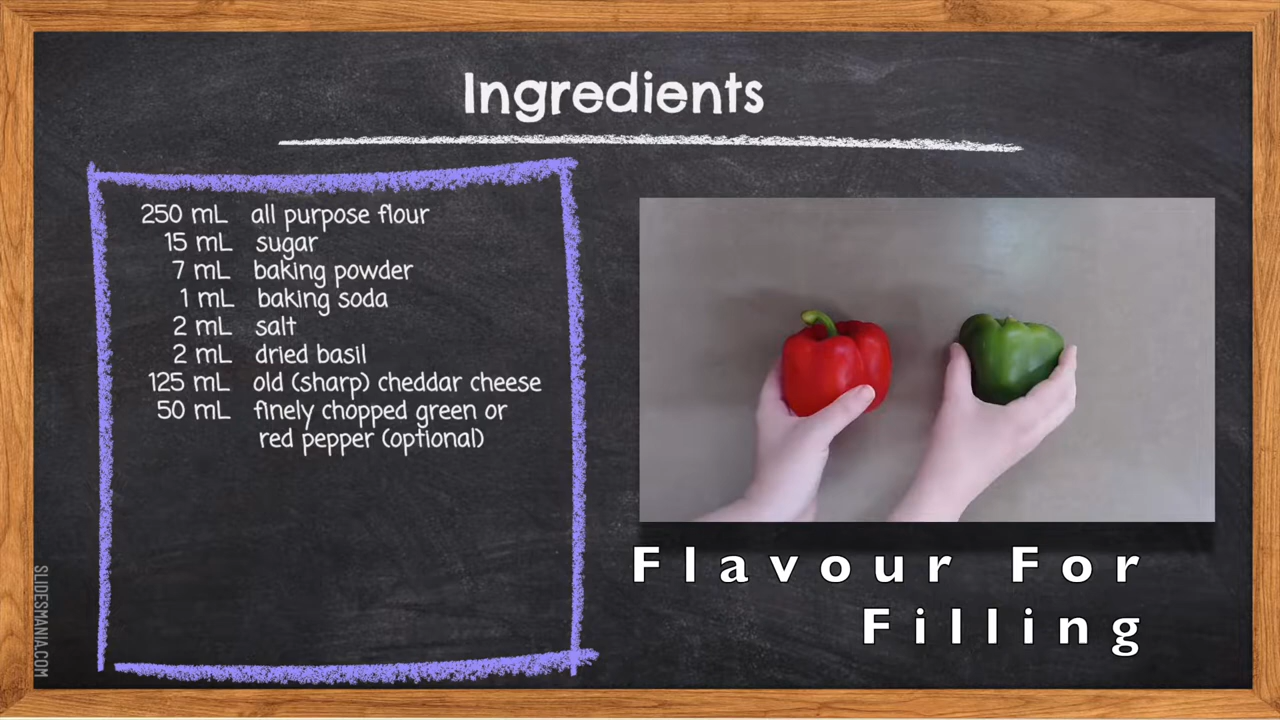 Ingredients
250 mL all purpose flour
15 mL sugar
7 mL baking powder
1 mL baking soda
2 mL salt
2 mL dried basil
125 mL old (sharp) cheddar cheese
50 mL finely chopped green or
red pepper (optional)
Flavour For
Filling
SLIDESMANIA.COM